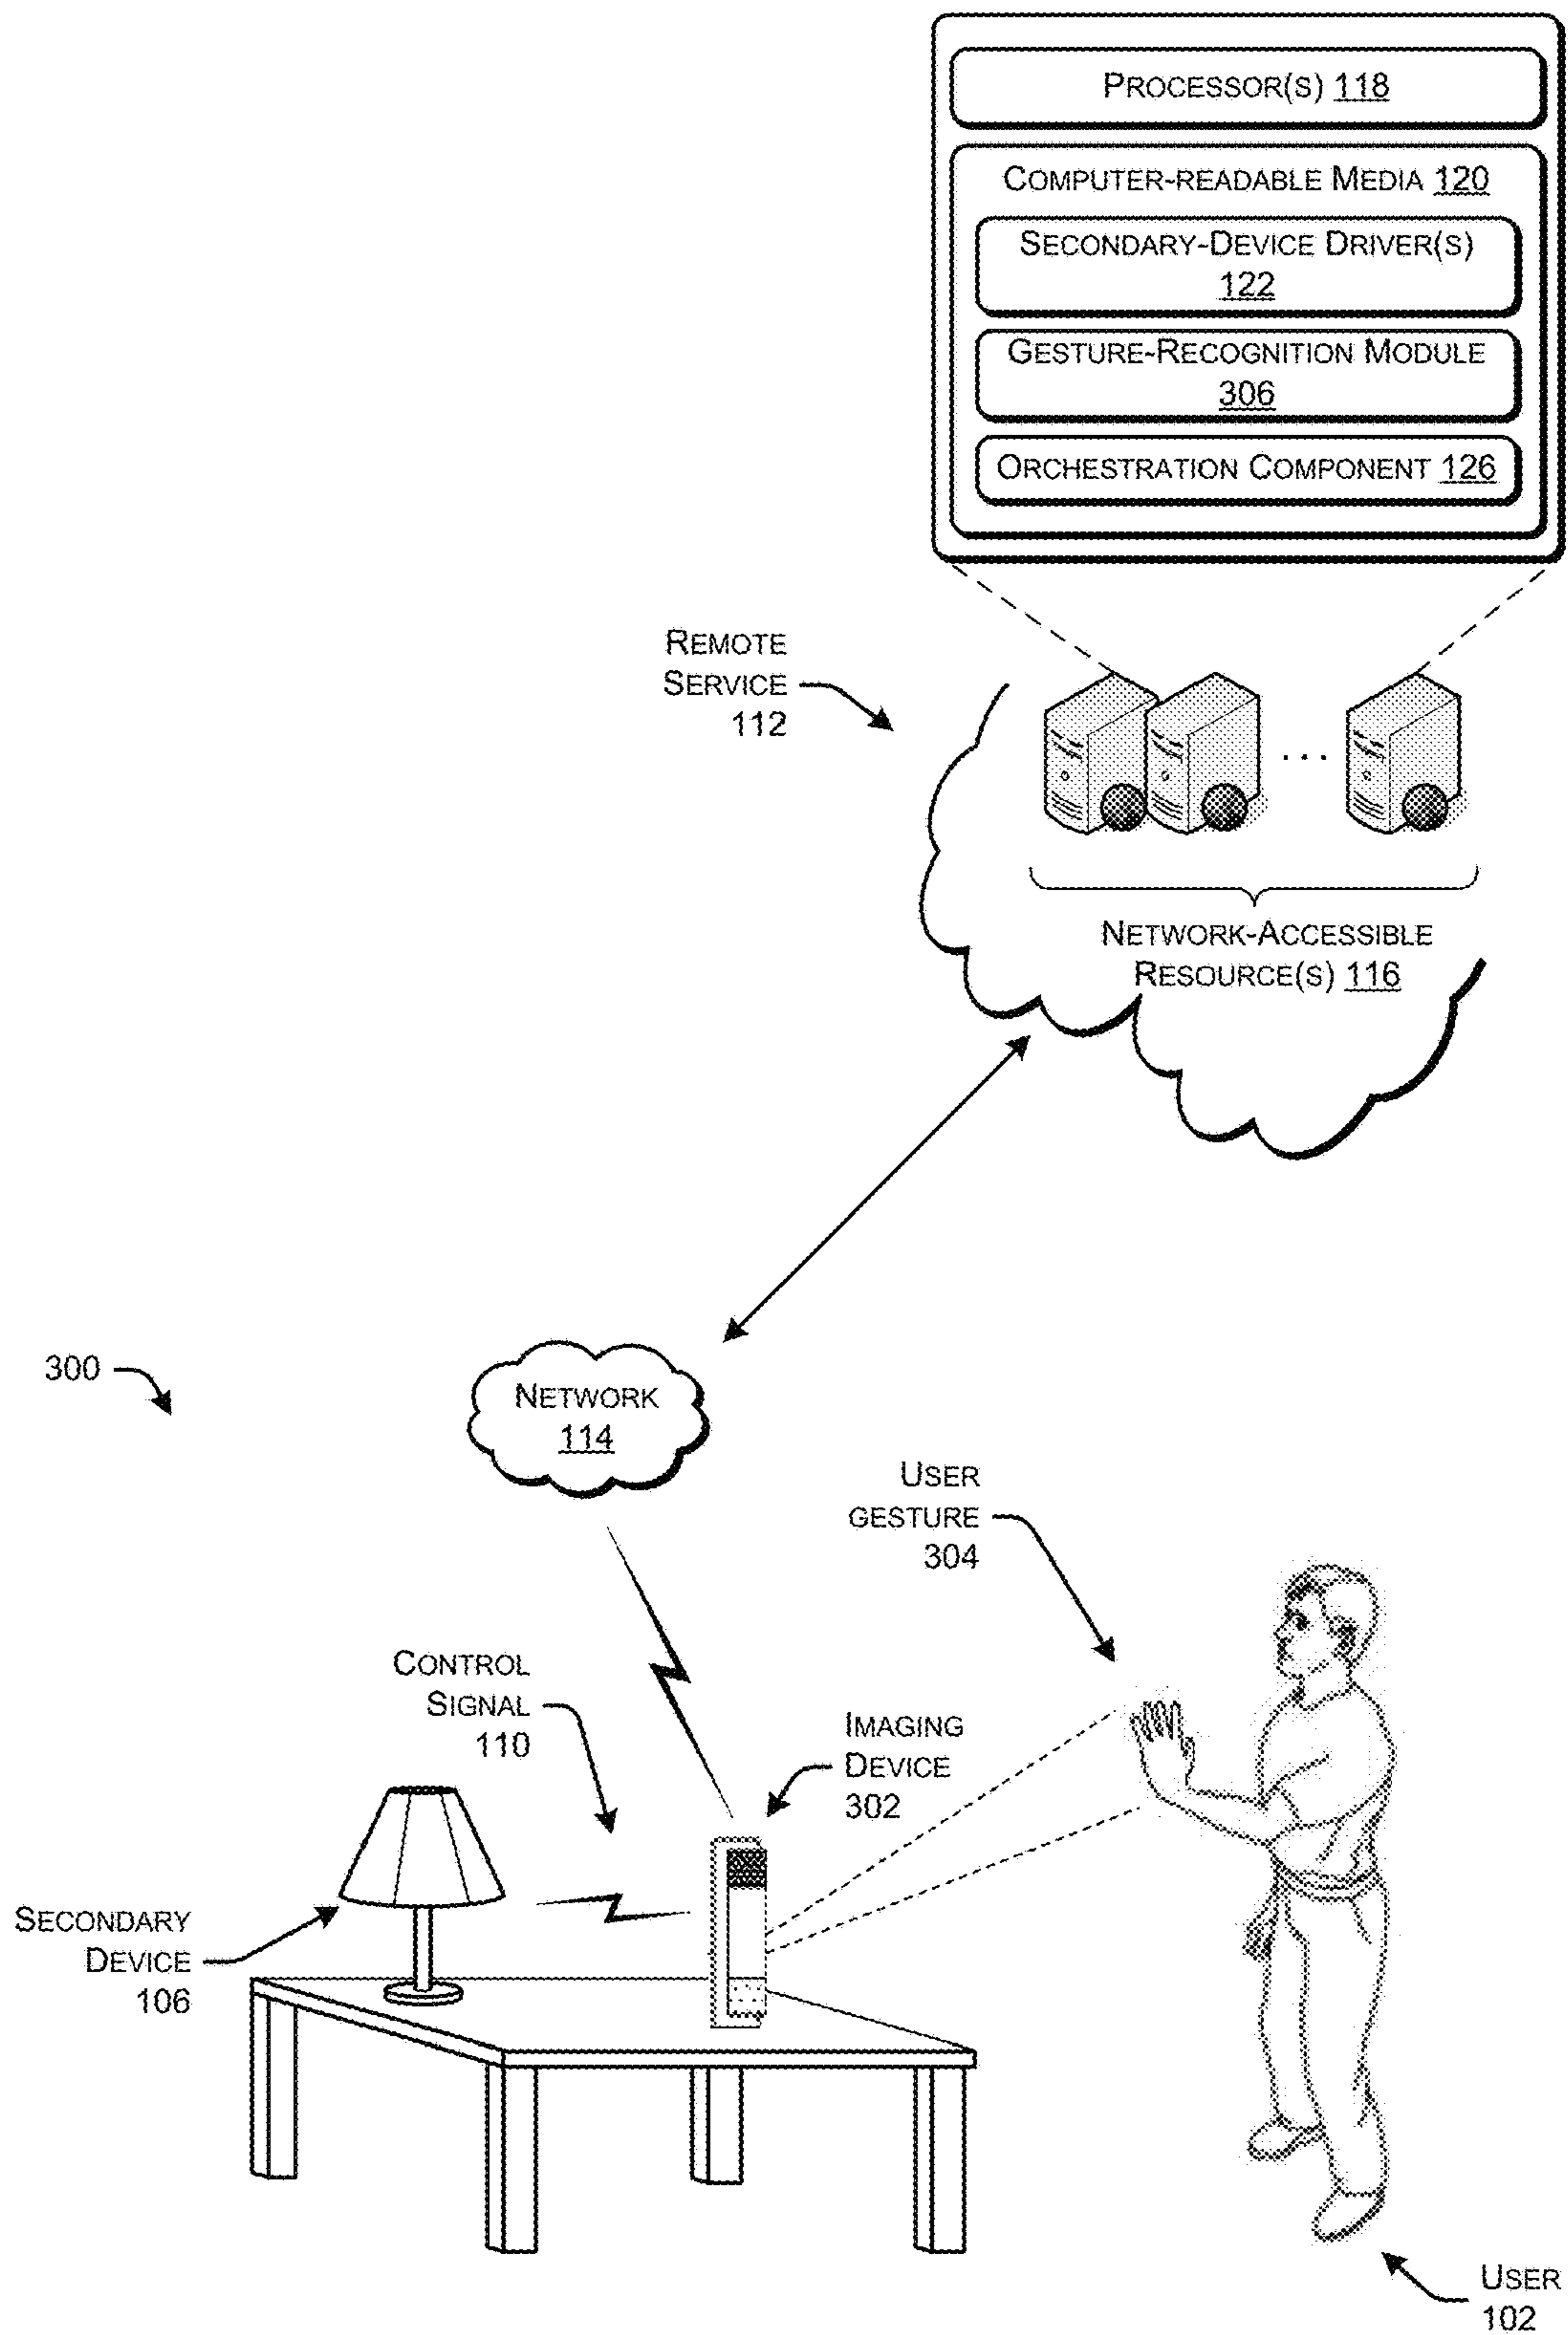 PROCESSOR(S) 118
COMPUTER-READABLE MEDIA 120
SECONDARY-DEVICE DRIVER(S)
122
GESTURE-RECOGNITION MODULE
306
ORCHESTRATION COMPONENT 126
REMOTE
SERVICE
112
...
NETWORK-ACCESSIBLE
RESOURCE(S) 116
300
NETWORK
114
USER
GESTURE
304
CONTROL
SIGNAL
110
IMAGING
DEVICE
302
SECONDARY
DEVICE
106
USER
102